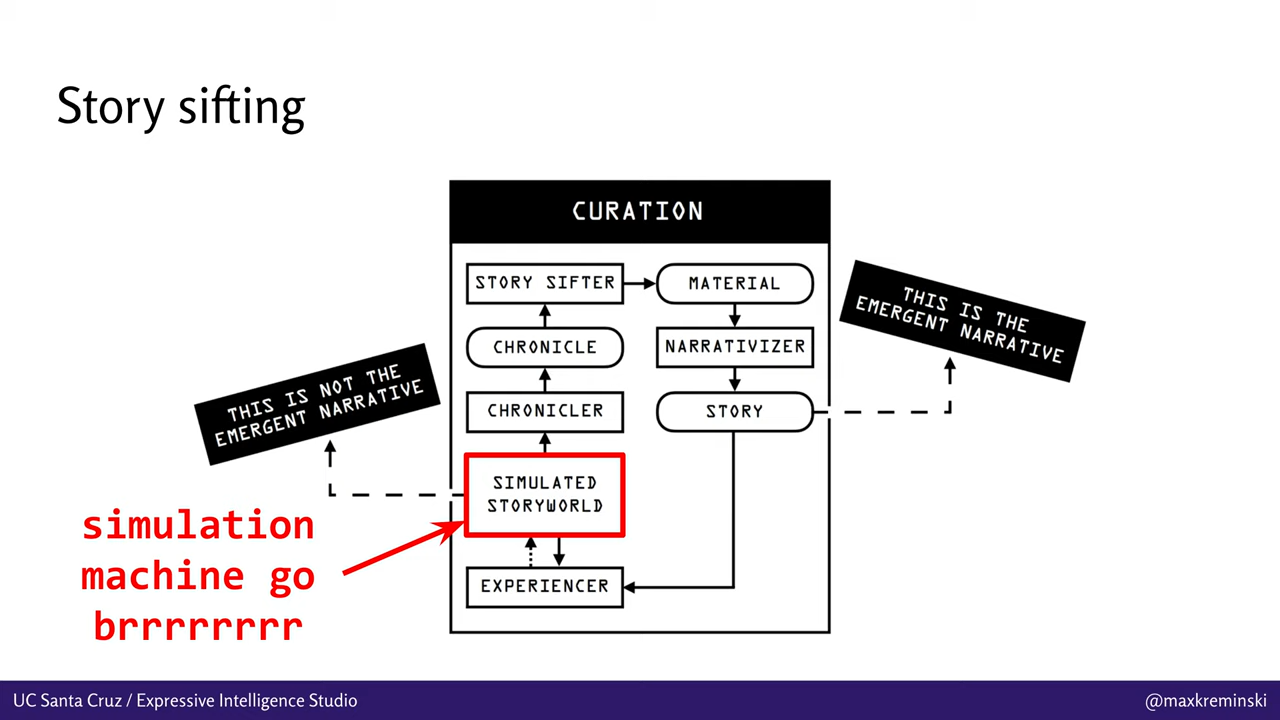 Story sifting
CURATION
STORY SIFTER
MATERIAL
THIS IS THE
EMERGENT NARRATIVE
CHRONICLE
NARRATIVIZER
THIS IS NOT THE
EMERGENT NARRATIVE
CHRONICLER
STORY
SIMULATED
STORYWORLD
simulation
machine go
brrrrrrrr
EXPERIENCER
UC Santa Cruz / Expressive Intelligence Studio
@maxkreminski